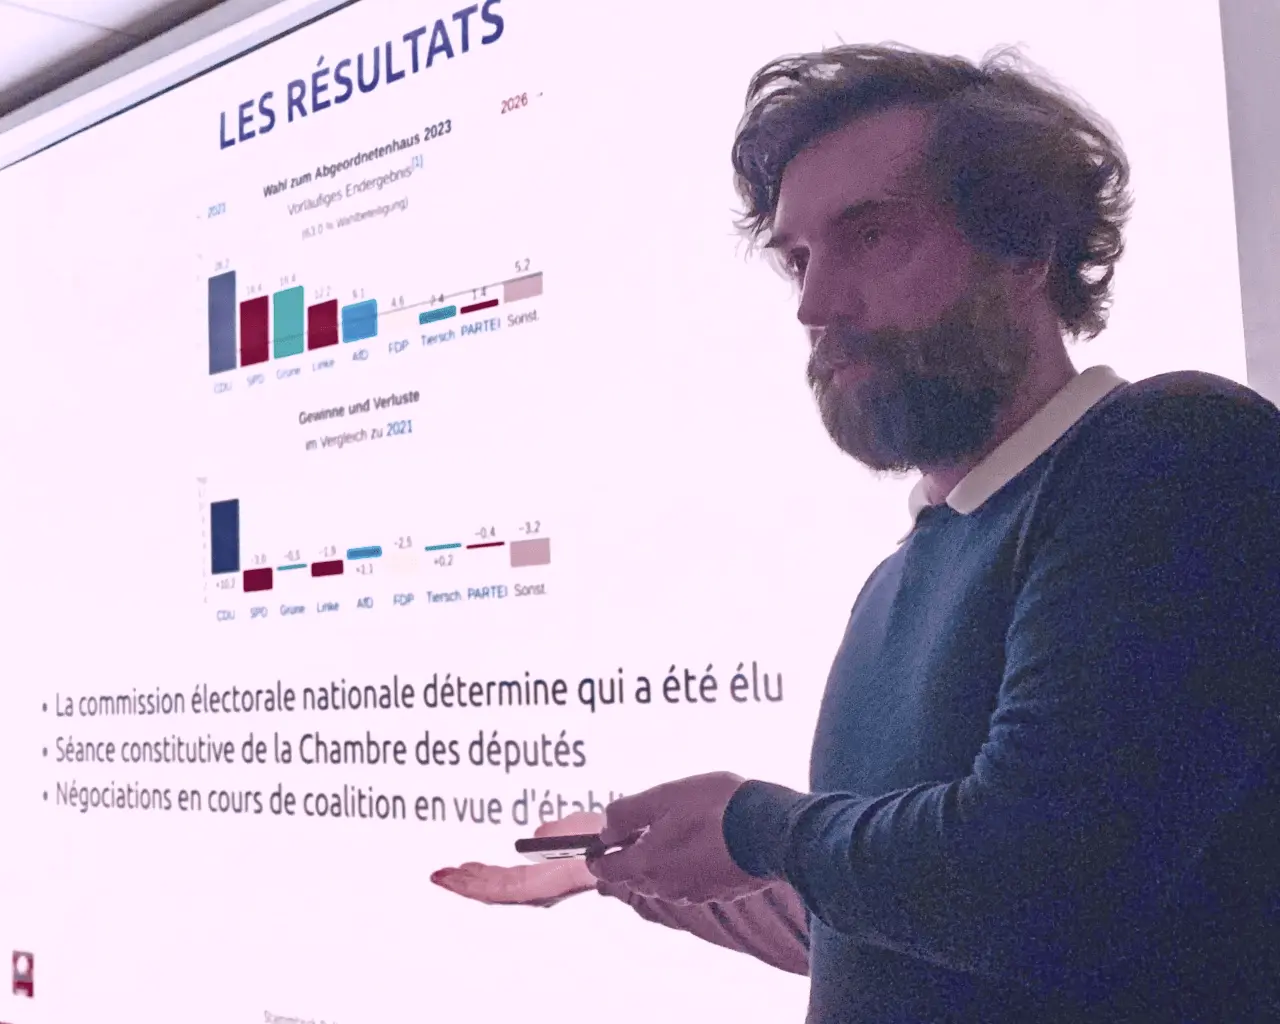 LES RÉSULTATS
2026 →
Wahl zum Abgeordnetenhaus 2023
Vorläufiges Endergebnis[1]
← 2021
(63,0 % Wahlbeteiligung)
28,2 18,4 18,4 12,2 9,1 4,6 2,4 1,4 5,2
CDU SPD Grüne Linke AfD FDP Tiersch. PARTEI Sonst.
Gewinne und Verluste
im Vergleich zu 2021
+10,2 −3,0 −0,5 −1,9 +1,1 −2,5 +0,2 −0,4 −3,2
CDU SPD Grüne Linke AfD FDP Tiersch. PARTEI Sonst.
• La commission électorale nationale détermine qui a été élu
• Séance constitutive de la Chambre des députés
• Négociations en cours de coalition en vue d'établi